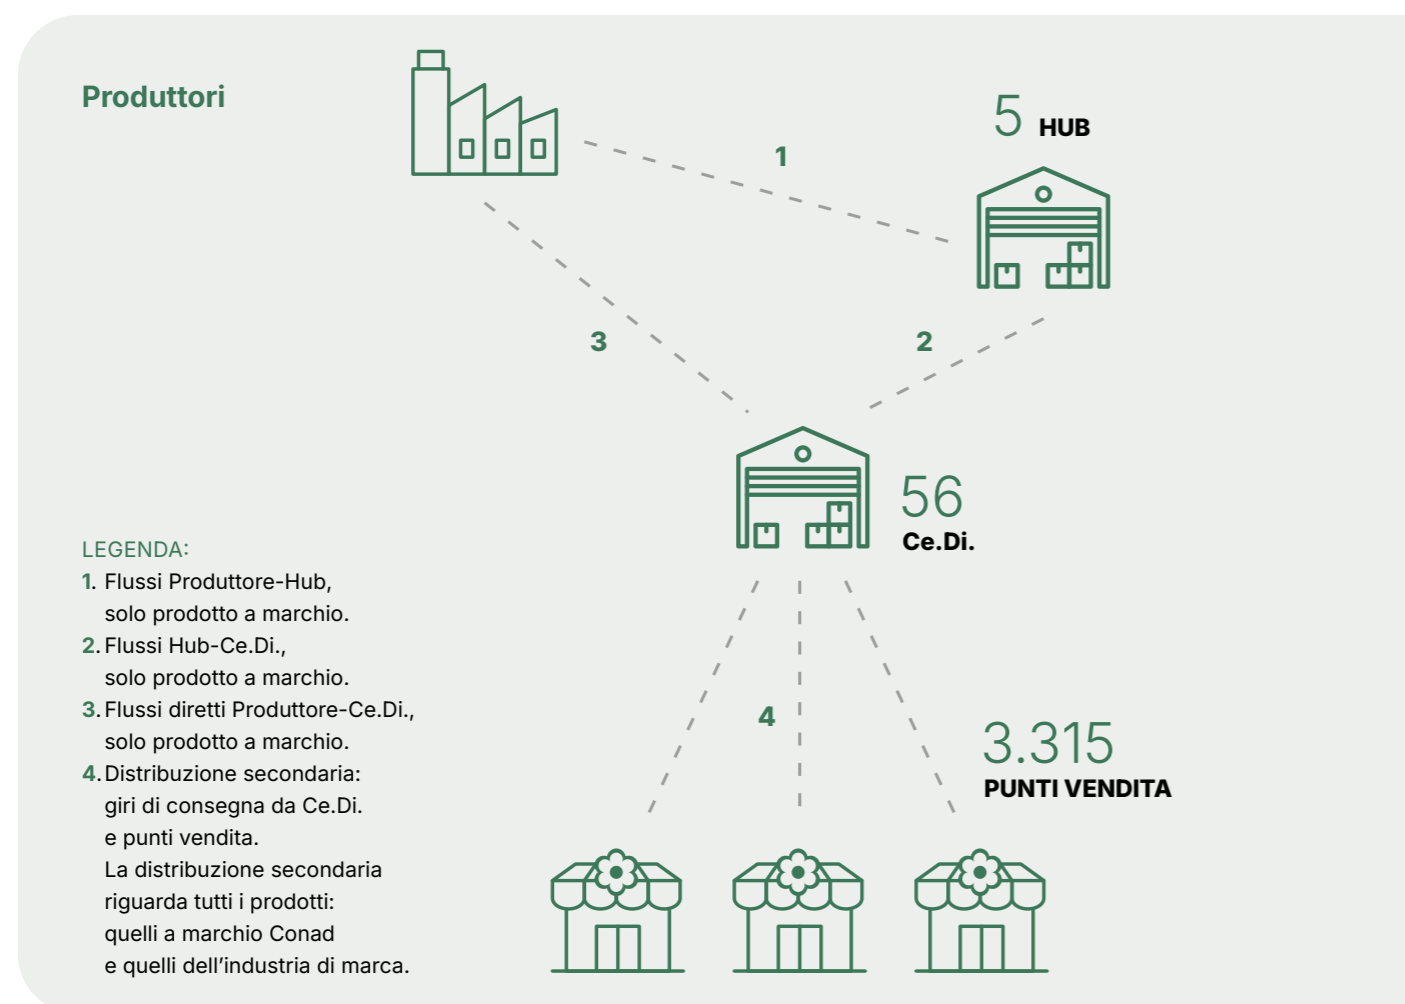 Produttori
5 HUB
1
3
2
56
Ce.Di.
4
3.315
PUNTI VENDITA
LEGENDA:
1. Flussi Produttore-Hub,
solo prodotto a marchio.
2. Flussi Hub-Ce.Di.,
solo prodotto a marchio.
3. Flussi diretti Produttore-Ce.Di.,
solo prodotto a marchio.
4. Distribuzione secondaria:
giri di consegna da Ce.Di.
e punti vendita.
La distribuzione secondaria
riguarda tutti i prodotti:
quelli a marchio Conad
e quelli dell’industria di marca.